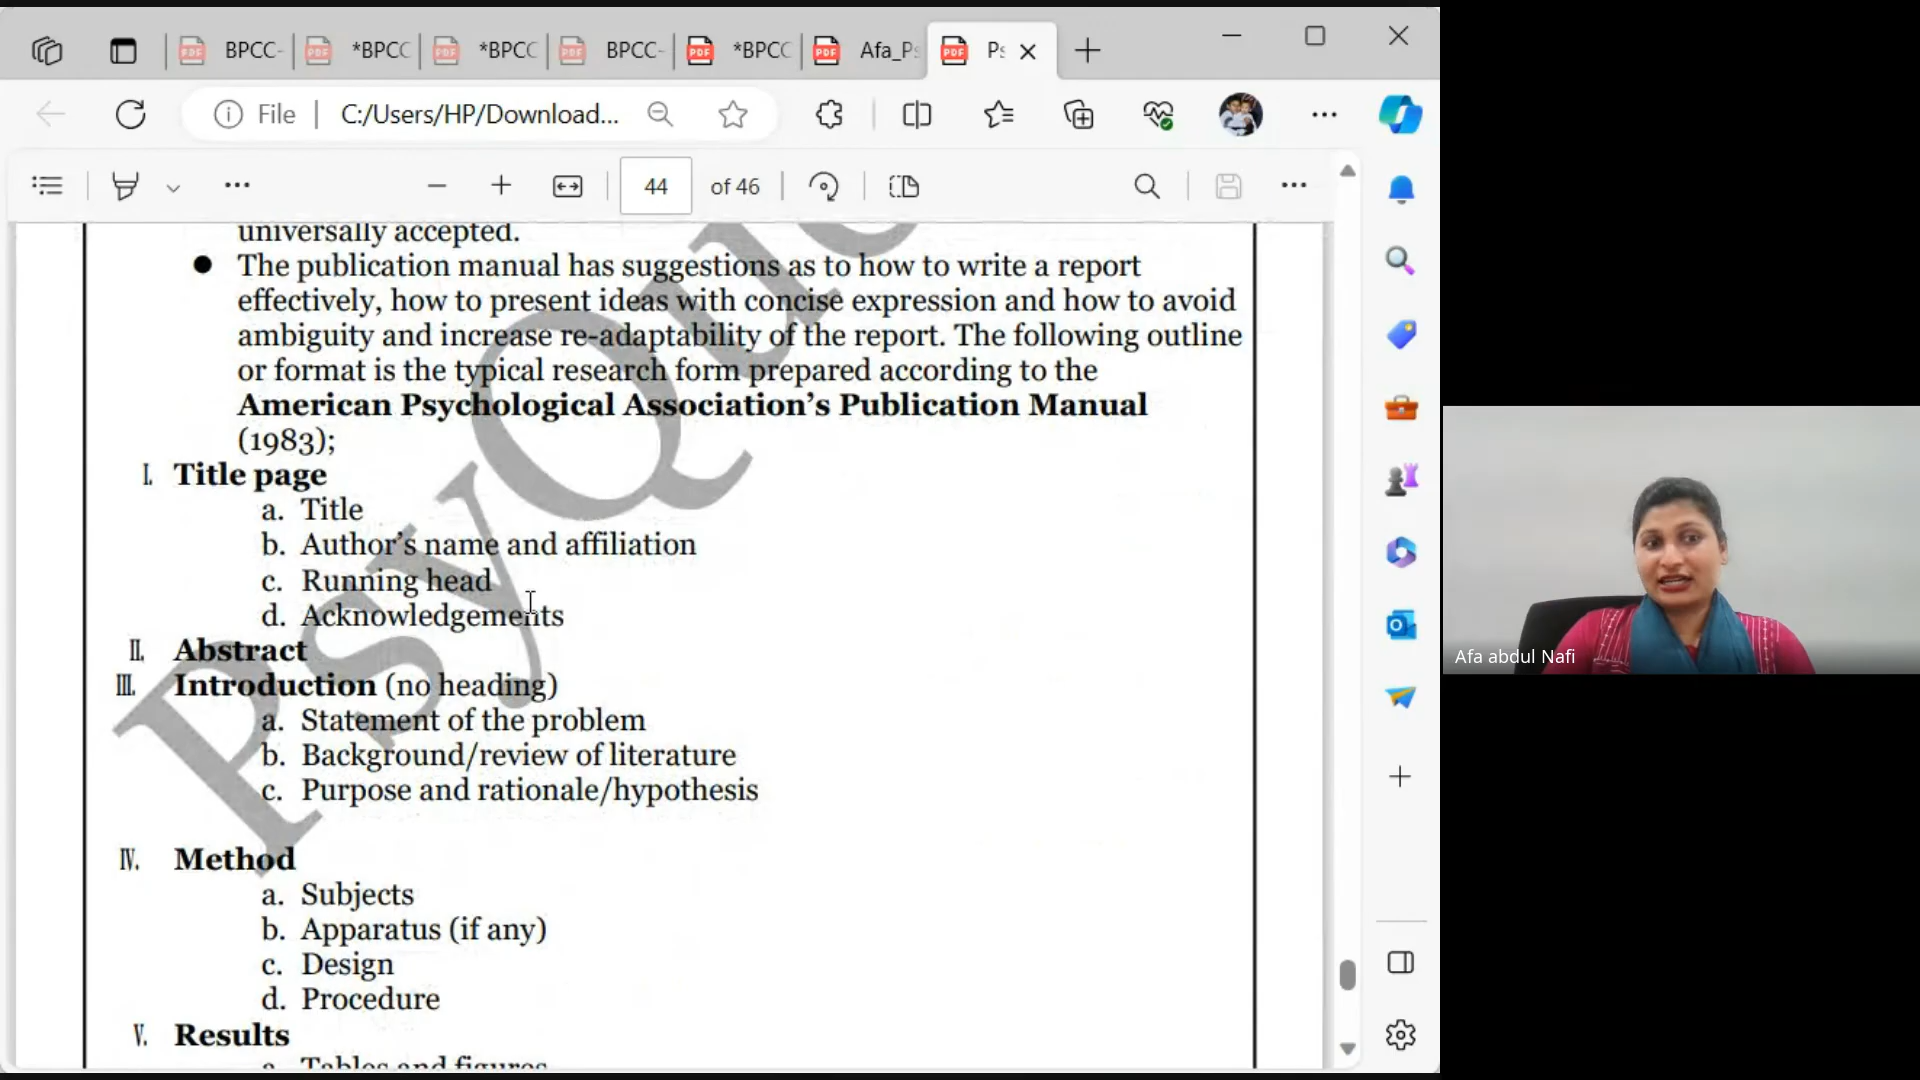 BPCC-
*BPCC
*BPCC
BPCC-
*BPCC
Afa_Ps
Ps
File
C:/Users/HP/Download...
44 of 46
universally accepted.
● The publication manual has suggestions as to how to write a report
effectively, how to present ideas with concise expression and how to avoid
ambiguity and increase re-adaptability of the report. The following outline
or format is the typical research form prepared according to the
American Psychological Association's Publication Manual
(1983);
I. Title page
a. Title
b. Author's name and affiliation
c. Running head
d. Acknowledgements
II. Abstract
III. Introduction (no heading)
a. Statement of the problem
b. Background/review of literature
c. Purpose and rationale/hypothesis
IV. Method
a. Subjects
b. Apparatus (if any)
c. Design
d. Procedure
V. Results
a. Tables and figures
PsyQue
Afa abdul Nafi